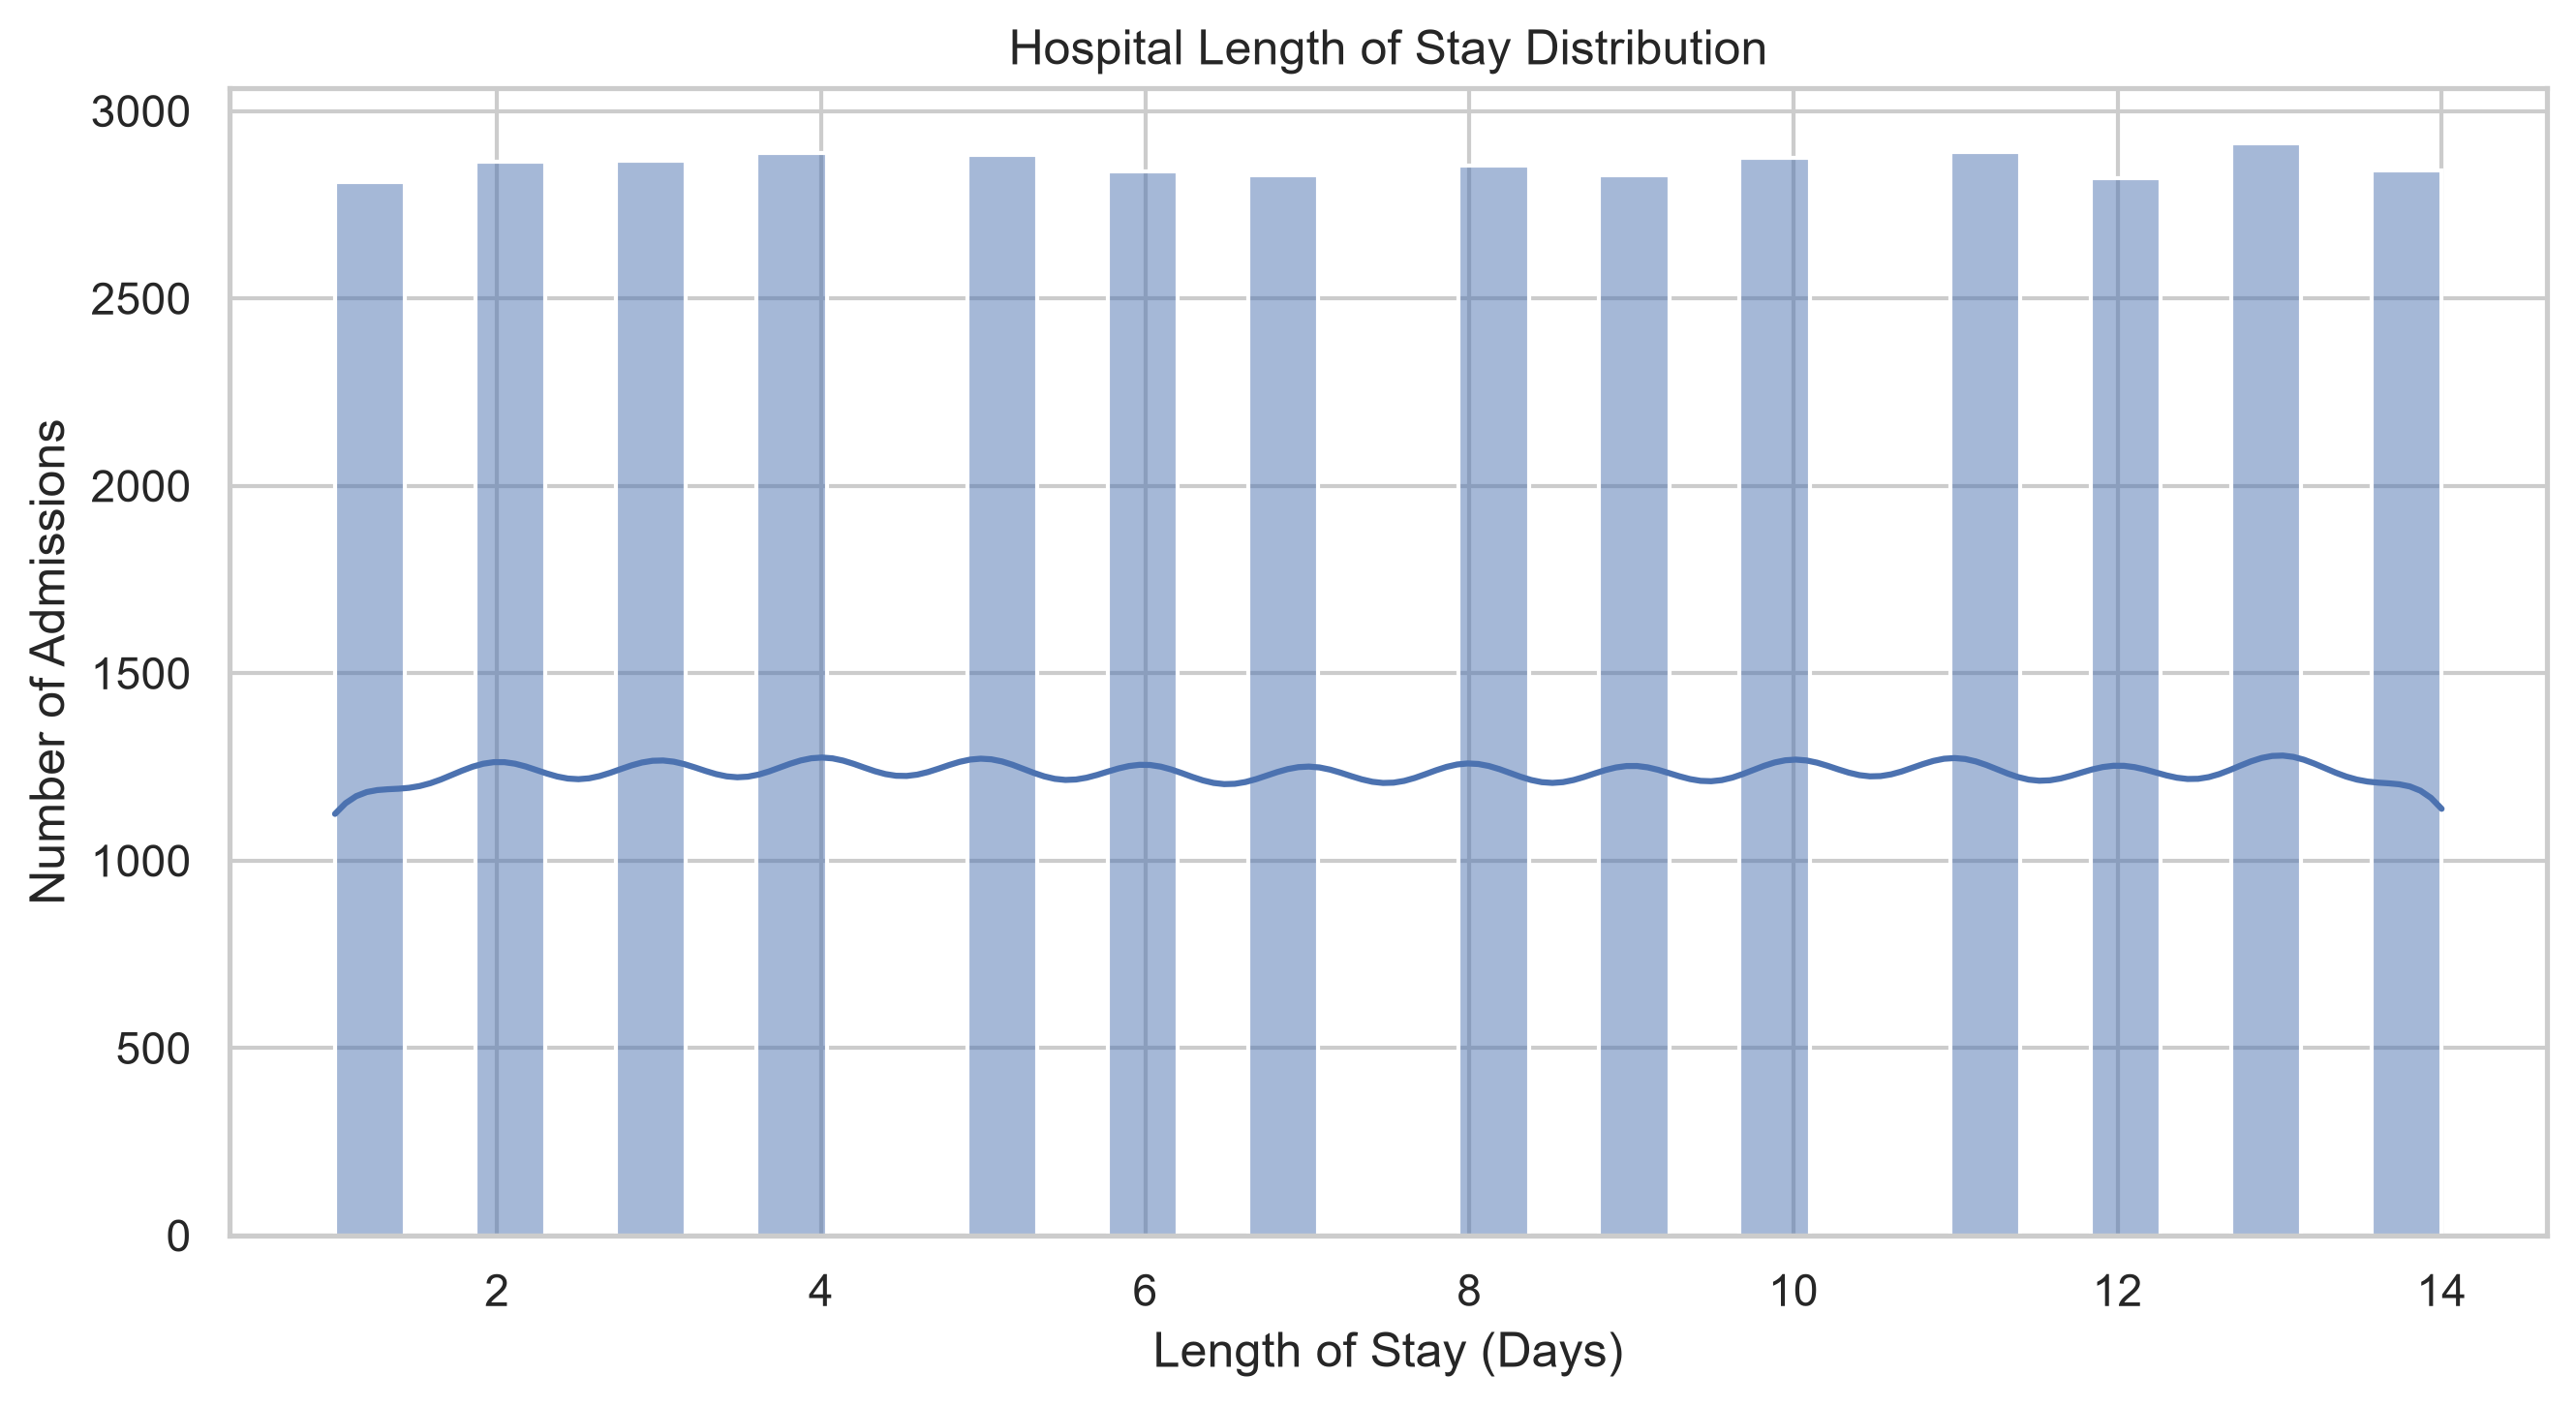 Hospital Length of Stay Distribution
3000
2500
2000
1500
1000
500
0
Number of Admissions
2 4 6 8 10 12 14
Length of Stay (Days)